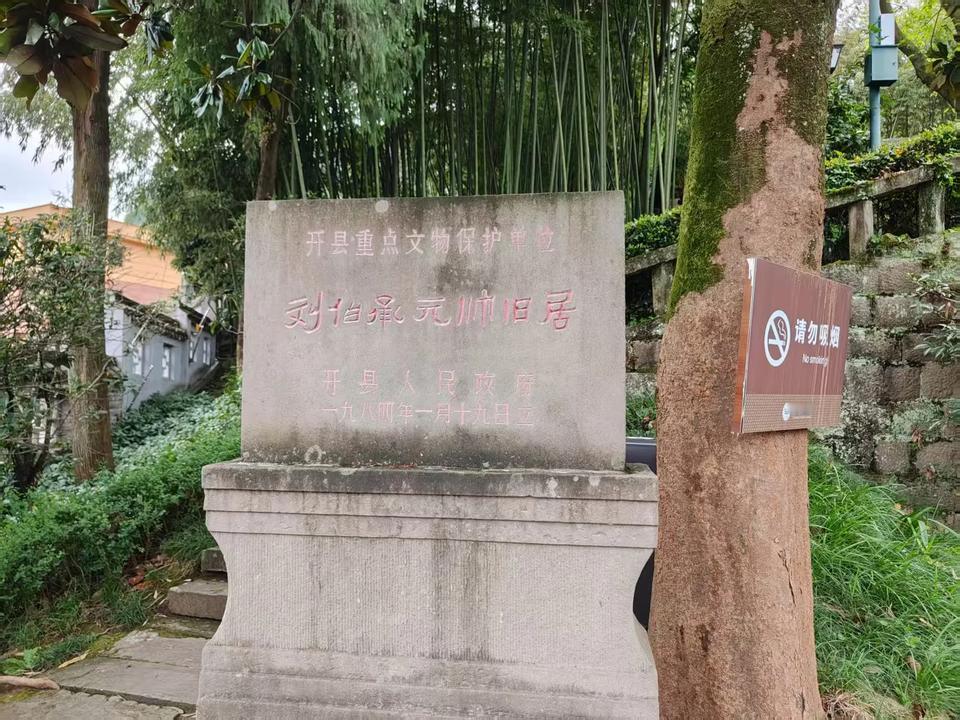 开县重点文物保护单位
刘伯承元帅旧居
开县人民政府
一九八四年一月十九日立
请勿吸烟
No smoking